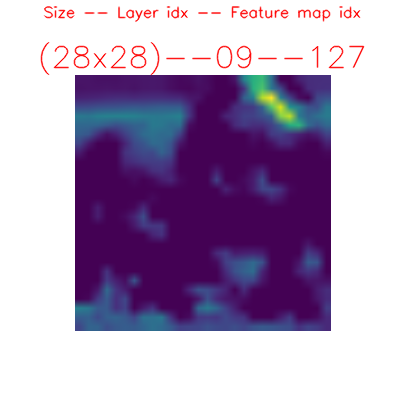 Size -- Layer idx -- Feature map idx
(28x28)--09--127